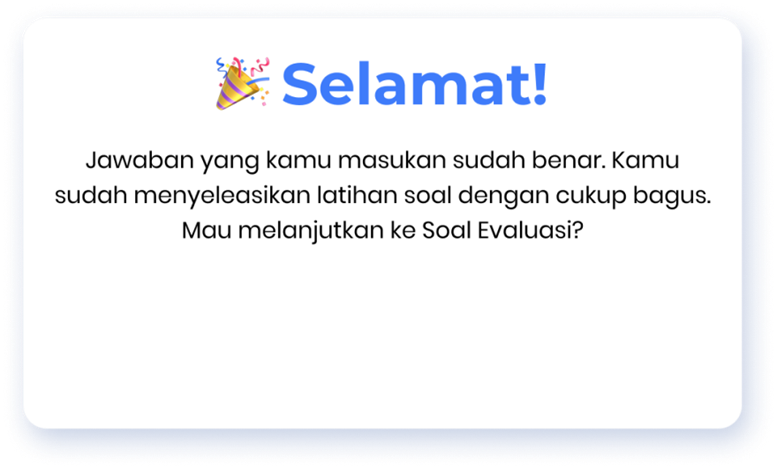 🎉 Selamat!
Jawaban yang kamu masukan sudah benar. Kamu
sudah menyeleasikan latihan soal dengan cukup bagus.
Mau melanjutkan ke Soal Evaluasi?